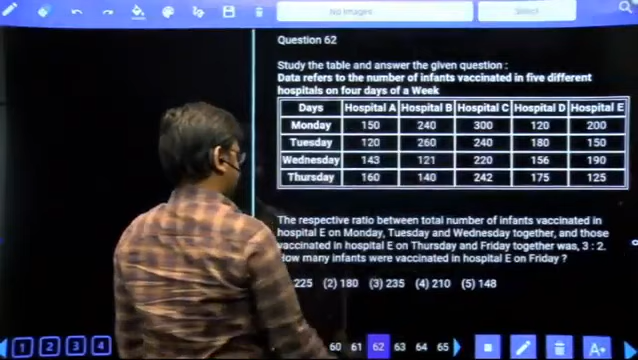 No Images
Select
Question 62
Study the table and answer the given question :
Data refers to the number of infants vaccinated in five different
hospitals on four days of a Week
Days Hospital A Hospital B Hospital C Hospital D Hospital E
Monday 150 240 300 120 200
Tuesday 120 260 240 180 150
Wednesday 143 121 220 156 190
Thursday 160 140 242 175 125
The respective ratio between total number of infants vaccinated in
hospital E on Monday, Tuesday and Wednesday together, and those
vaccinated in hospital E on Thursday and Friday together was, 3 : 2.
How many infants were vaccinated in hospital E on Friday ?
225 (2) 180 (3) 235 (4) 210 (5) 148
1 2 3 4 60 61 62 63 64 65 A+